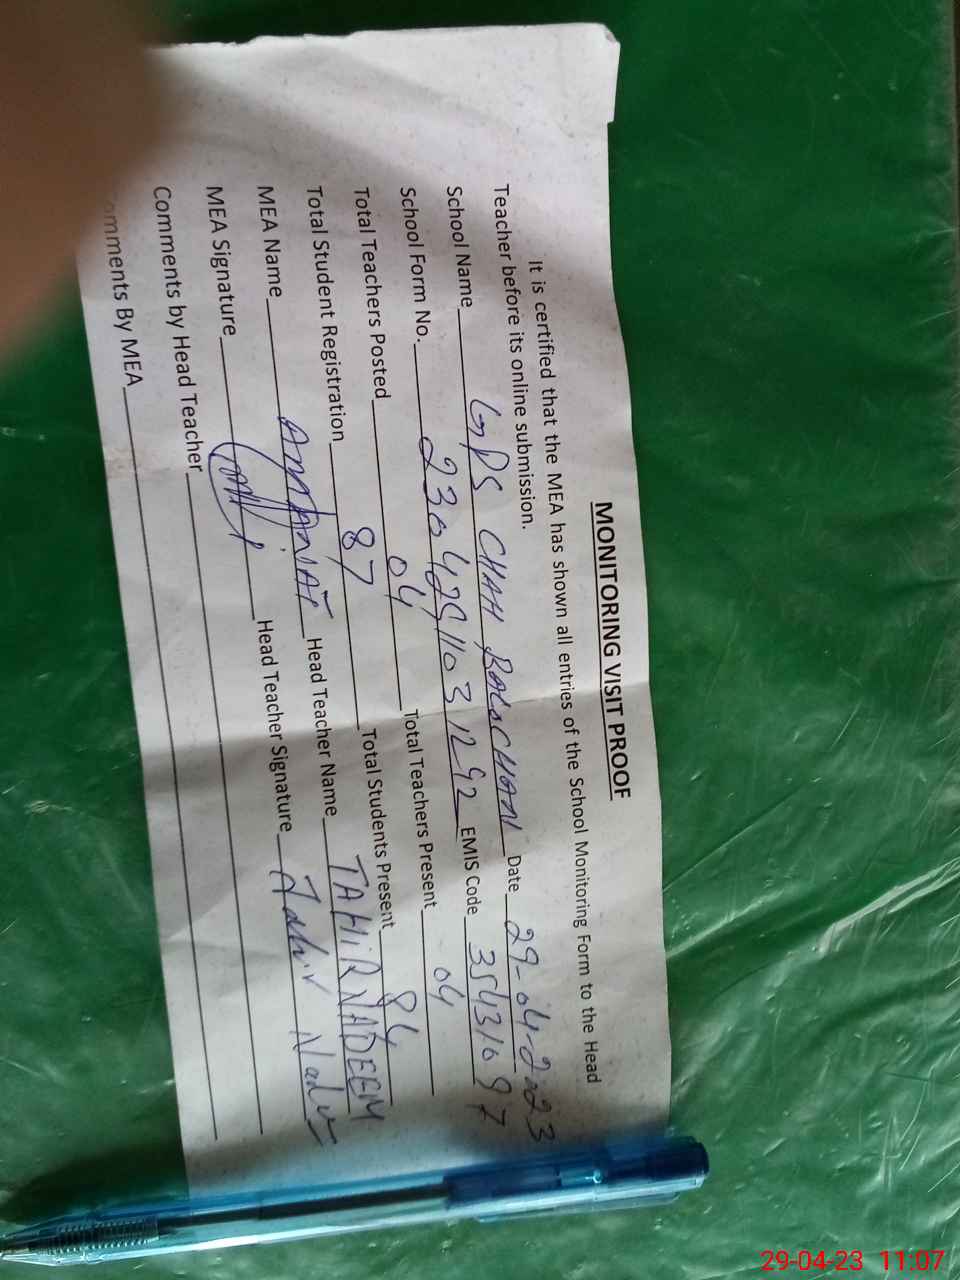 MONITORING VISIT PROOF
It is certified that the MEA has shown all entries of the School Monitoring Form to the Head
Teacher before its online submission.
School Name GPS CHAH BOLOCHANI Date 29-04-2023
School Form No. EMIS Code
Total Teachers Posted 04 Total Teachers Present 04
Total Student Registration 87 Total Students Present 84
MEA Name Head Teacher Name TAHIR NADEEM
MEA Signature Head Teacher Signature Tahir
Comments by Head Teacher
omments By MEA
29-04-23 11:07